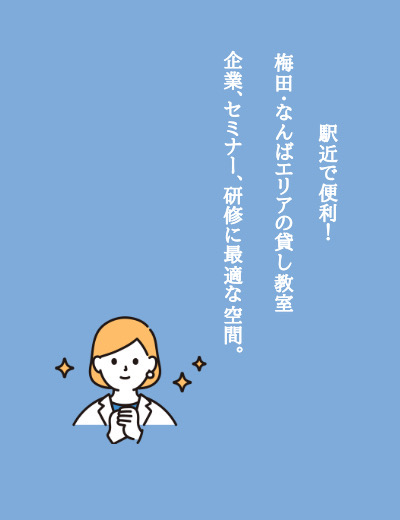 駅近で便利！
梅田・なんばエリアの貸し教室
企業、セミナー、研修に最適な空間。